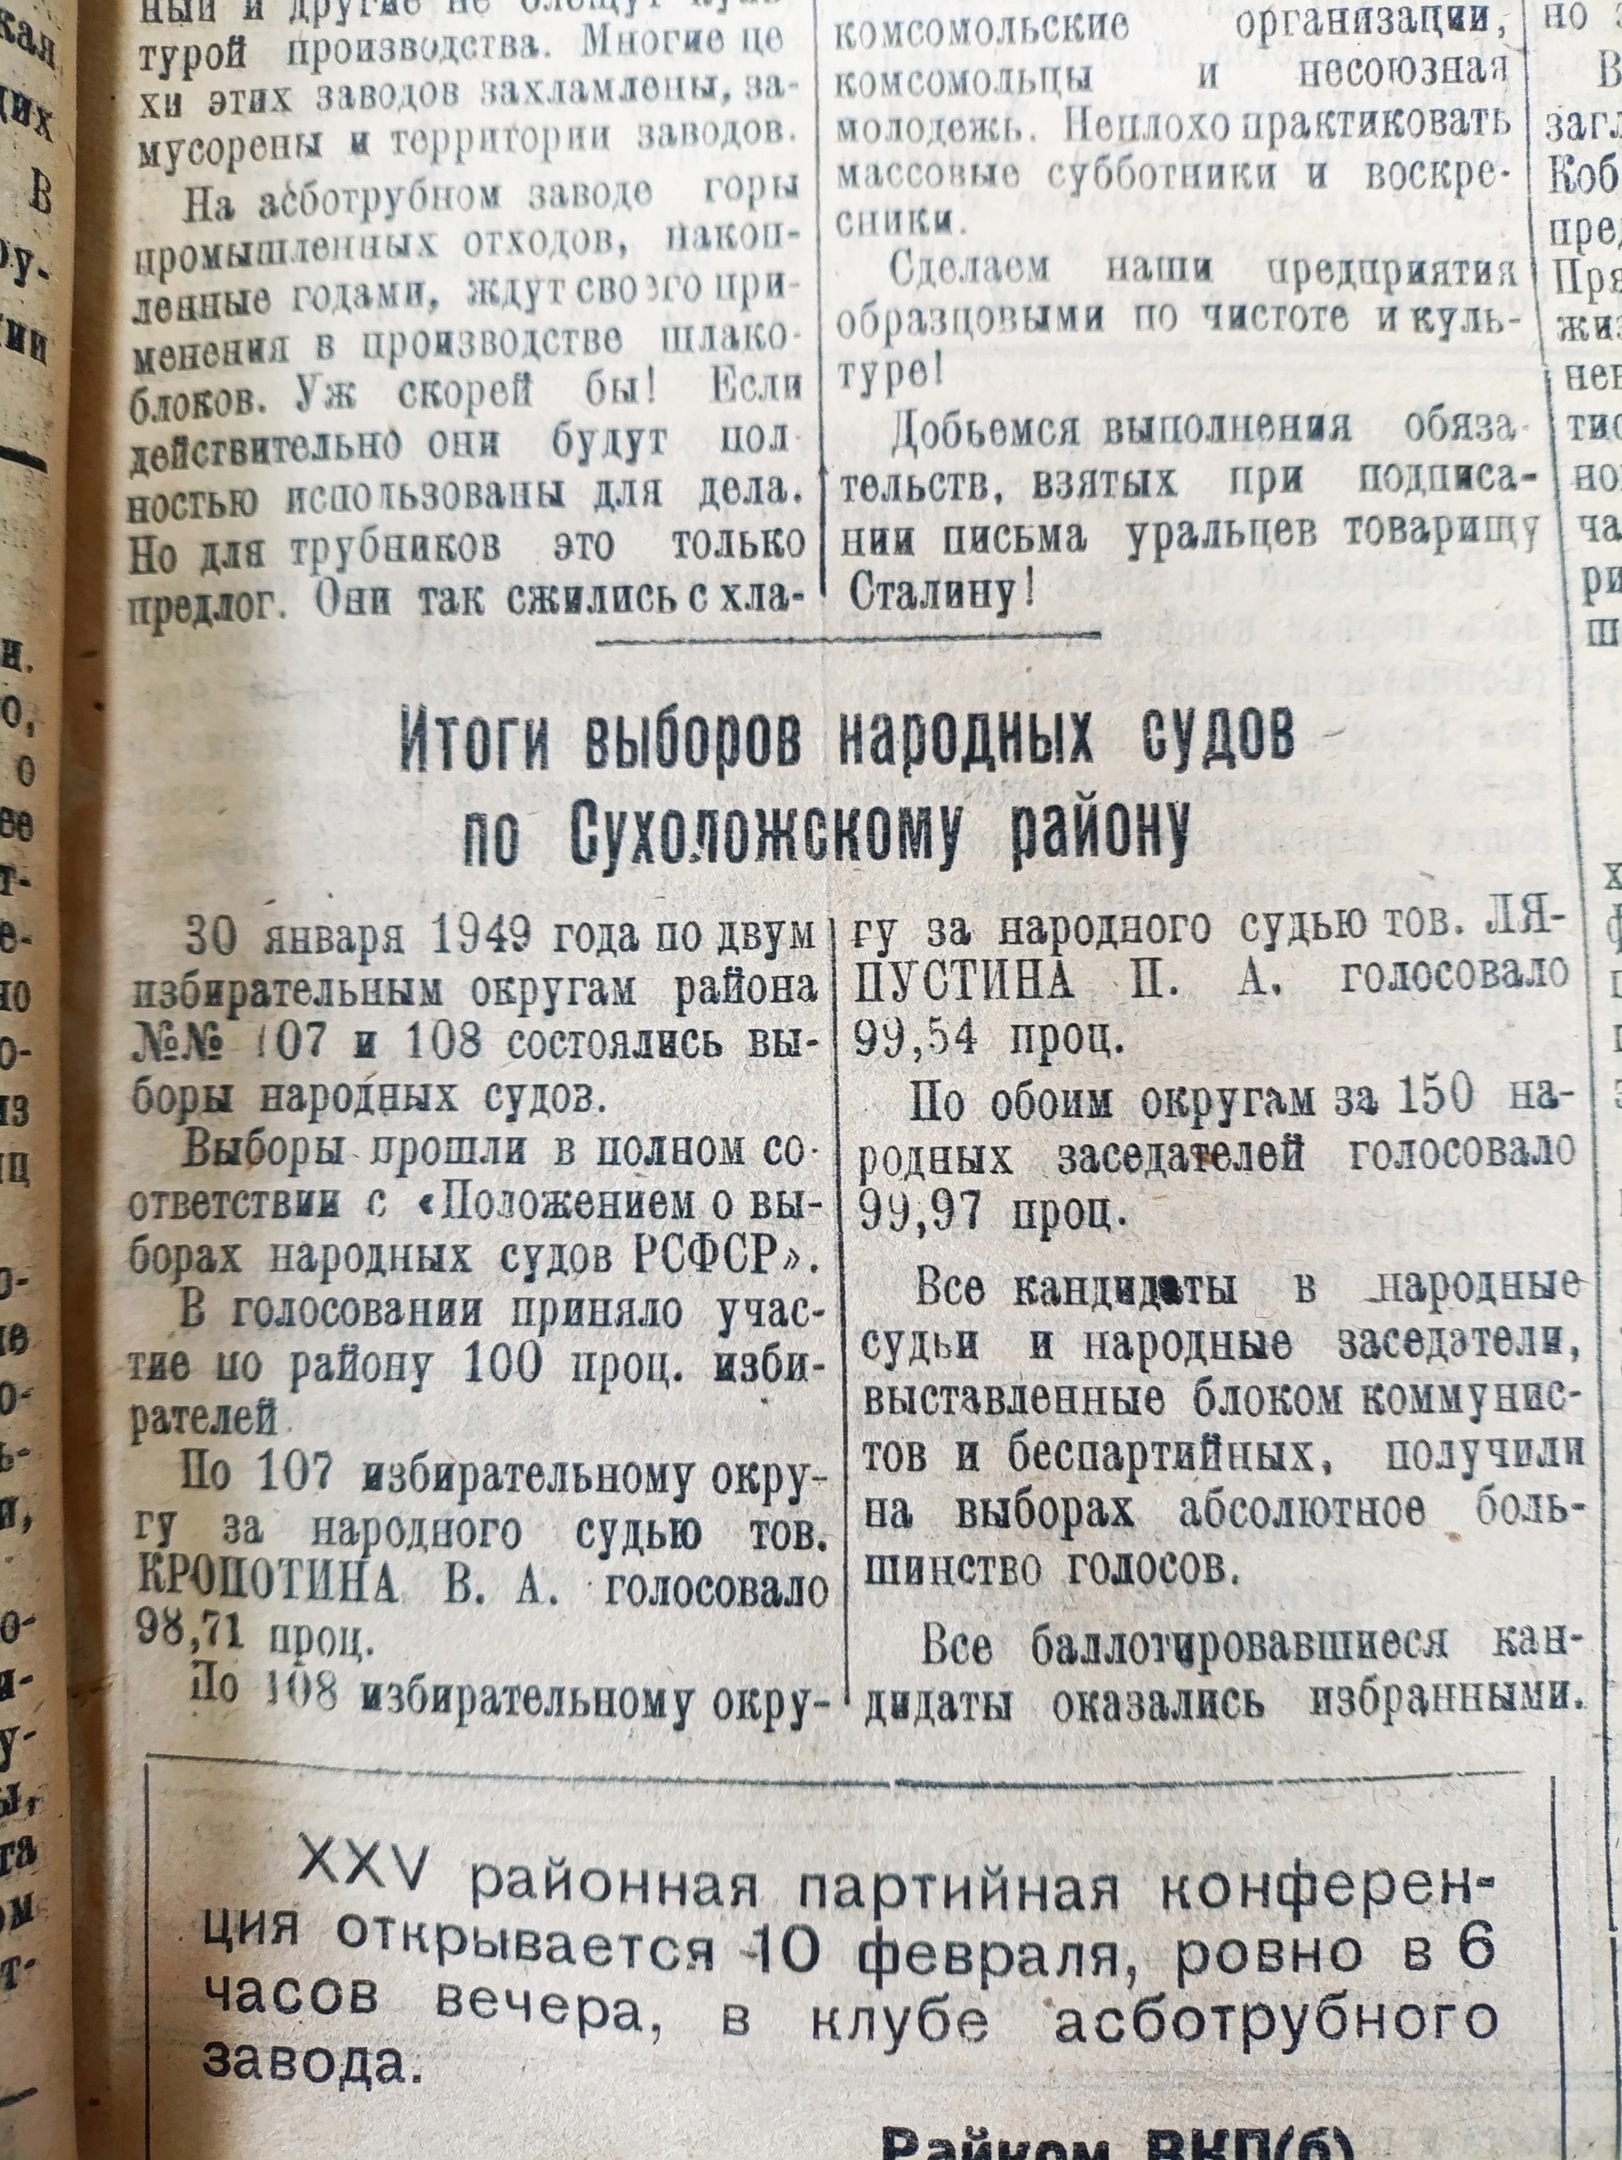 ный и другие не блещут куль-
турой производства. Многие це
хи этих заводов захламлены, за-
мусорены и территории заводов.
На асботрубном заводе горы
промышленных отходов, накоп-
ленные годами, ждут своего при-
менения в производстве шлако-
блоков. Уж скорей бы! Если
действительно они будут пол
ностью использованы для дела.
Но для трубников это только
предлог. Они так сжились с хла-
комсомольские организации,
комсомольцы и несоюзная
молодежь. Неплохо практиковать
массовые субботники и воскре-
сники.
Сделаем наши предприятия
образцовыми по чистоте и куль-
туре!
Добьемся выполнения обяза-
тельств, взятых при подписа-
нии письма уральцев товарищу
Сталину!
Итоги выборов народных судов
по Сухоложскому району
30 января 1949 года по двум
избирательным округам района
№№ 107 и 108 состоялись вы-
боры народных судов.
Выборы прошли в полном со-
ответствии с «Положением о вы-
борах народных судов РСФСР».
В голосовании приняло учас-
тие по району 100 проц. изби-
рателей
По 107 избирательному окру-
гу за народного судью тов.
КРОПОТИНА В. А. голосовало
98,71 проц.
По 108 избирательному окру-
гу за народного судью тов. ЛЯ-
ПУСТИНА П. А. голосовало
99,54 проц.
По обоим округам за 150 на-
родных заседателей голосовало
99,97 проц.
Все кандидаты в народные
судьи и народные заседатели,
выставленные блоком коммунис-
тов и беспартийных, получили
на выборах абсолютное боль-
шинство голосов.
Все баллотировавшиеся кан-
дидаты оказались избранными.
XXV районная партийная конферен-
ция открывается 10 февраля, ровно в 6
часов вечера, в клубе асботрубного
завода.
Райком ВКП(б)